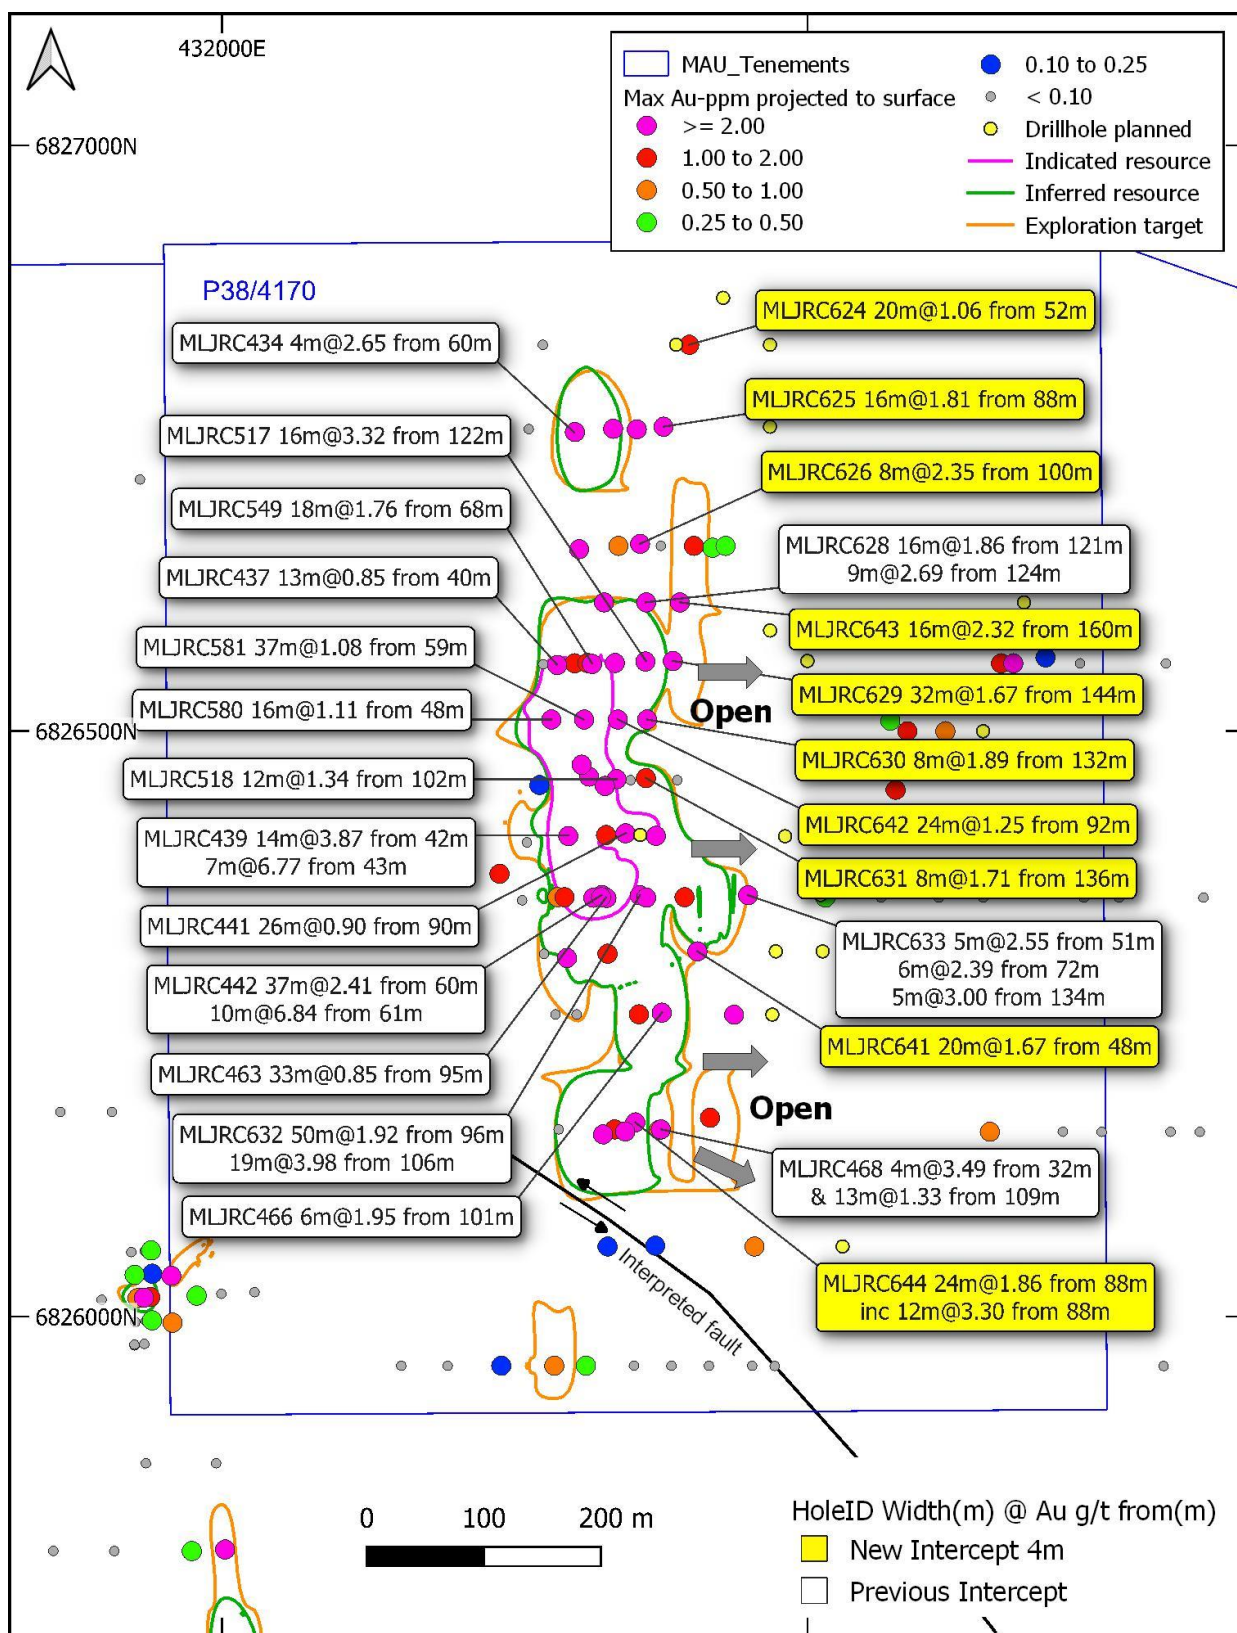 432000E
MAU_Tenements
Max Au-ppm projected to surface
>= 2.00
1.00 to 2.00
0.50 to 1.00
0.25 to 0.50
0.10 to 0.25
< 0.10
Drillhole planned
Indicated resource
Inferred resource
Exploration target
6827000N
P38/4170
MLJRC624 20m@1.06 from 52m
MLJRC434 4m@2.65 from 60m
MLJRC625 16m@1.81 from 88m
MLJRC517 16m@3.32 from 122m
MLJRC626 8m@2.35 from 100m
MLJRC549 18m@1.76 from 68m
MLJRC628 16m@1.86 from 121m
9m@2.69 from 124m
MLJRC437 13m@0.85 from 40m
MLJRC643 16m@2.32 from 160m
MLJRC581 37m@1.08 from 59m
MLJRC629 32m@1.67 from 144m
MLJRC580 16m@1.11 from 48m
Open
6826500N
MLJRC630 8m@1.89 from 132m
MLJRC518 12m@1.34 from 102m
MLJRC642 24m@1.25 from 92m
MLJRC439 14m@3.87 from 42m
7m@6.77 from 43m
MLJRC631 8m@1.71 from 136m
MLJRC441 26m@0.90 from 90m
MLJRC633 5m@2.55 from 51m
6m@2.39 from 72m
5m@3.00 from 134m
MLJRC442 37m@2.41 from 60m
10m@6.84 from 61m
MLJRC641 20m@1.67 from 48m
MLJRC463 33m@0.85 from 95m
Open
MLJRC632 50m@1.92 from 96m
19m@3.98 from 106m
MLJRC468 4m@3.49 from 32m
& 13m@1.33 from 109m
MLJRC466 6m@1.95 from 101m
Interpreted fault
MLJRC644 24m@1.86 from 88m
inc 12m@3.30 from 88m
6826000N
0 100 200 m
HoleID Width(m) @ Au g/t from(m)
New Intercept 4m
Previous Intercept